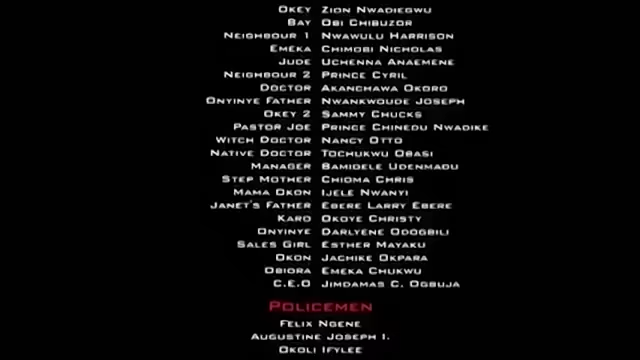 Okey Zion Nwadiegwu
Bay Obi Chibuzor
Neighbour 1 Nwawulu Harrison
Emeka Chimobi Nicholas
Jude Uchenna Anaemene
Neighbour 2 Prince Cyril
Doctor Akanchawa Okoro
Onyinye Father Nwankwoude Joseph
Okey 2 Sammy Chucks
Pastor Joe Prince Chinedu Nwadike
Witch Doctor Nancy Otto
Native Doctor Tochukwu Obasi
Manager Bamidele Udenmadu
Step Mother Chioma Chris
Mama Okon Ijele Nwanyi
Janet's Father Ebere Larry Ebere
Karo Okoye Christy
Onyinye Darlyene Odogbili
Sales Girl Esther Mayaku
Okon Jachike Okpara
Obiora Emeka Chukwu
C.E.O Jimdamas C. Ogbuja
Policemen
Felix Ngene
Augustine Joseph I.
Okoli Ifylee